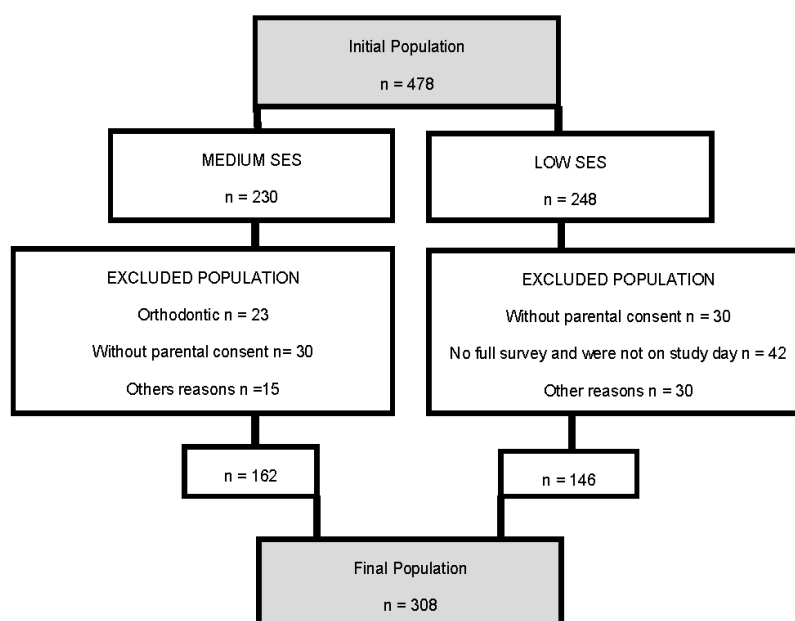 Initial Population
n = 478
MEDIUM SES
n = 230
LOW SES
n = 248
EXCLUDED POPULATION
Orthodontic n = 23
Without parental consent n= 30
Others reasons n =15
EXCLUDED POPULATION
Without parental consent n = 30
No full survey and were not on study day n = 42
Other reasons n = 30
n = 162
n = 146
Final Population
n = 308